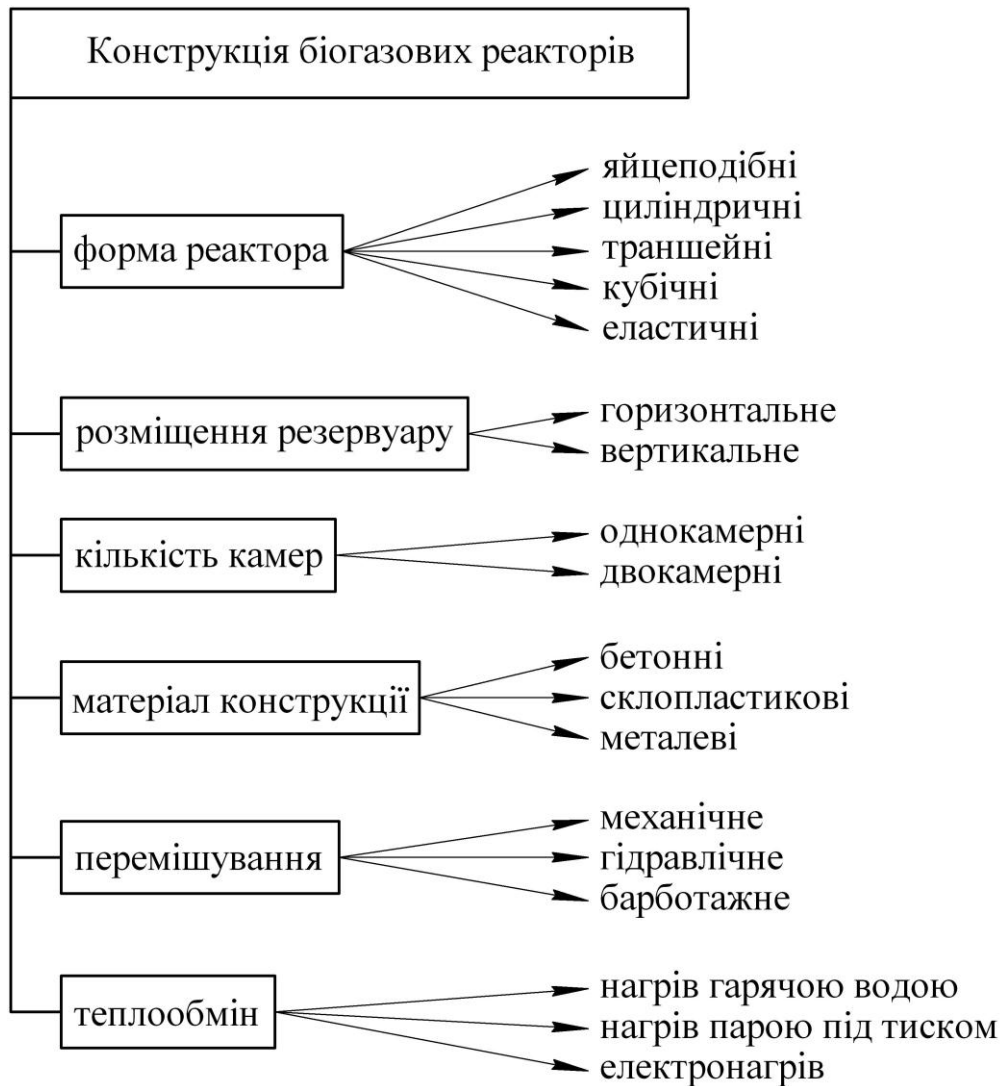 Конструкція біогазових реакторів
форма реактора
яйцеподібні
циліндричні
траншейні
кубічні
еластичні
розміщення резервуару
горизонтальне
вертикальне
кількість камер
однокамерні
двокамерні
матеріал конструкції
бетонні
склопластикові
металеві
перемішування
механічне
гідравлічне
барботажне
теплообмін
нагрів гарячою водою
нагрів парою під тиском
електронагрів